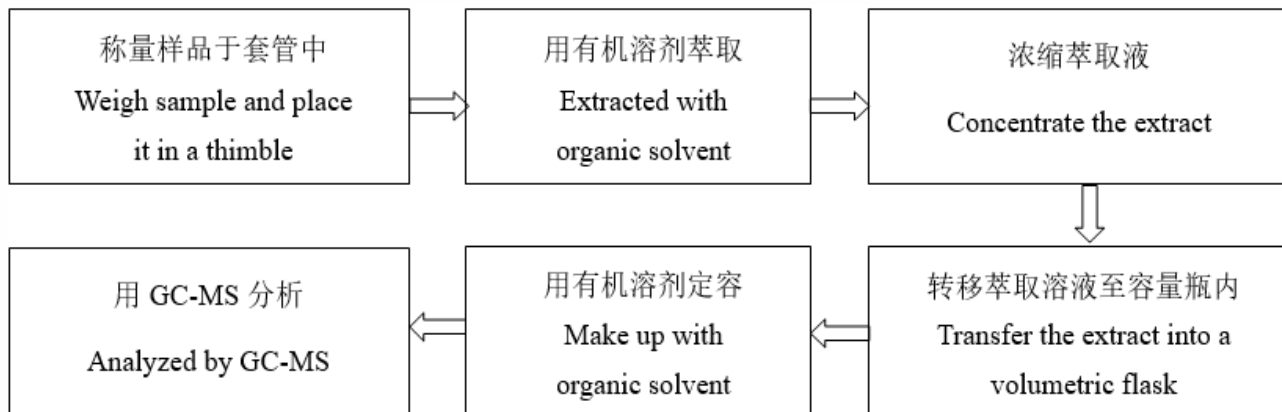 称量样品于套管中
Weigh sample and place
it in a thimble
用有机溶剂萃取
Extracted with
organic solvent
浓缩萃取液
Concentrate the extract
转移萃取溶液至容量瓶内
Transfer the extract into a
volumetric flask
用有机溶剂定容
Make up with
organic solvent
用 GC-MS 分析
Analyzed by GC-MS